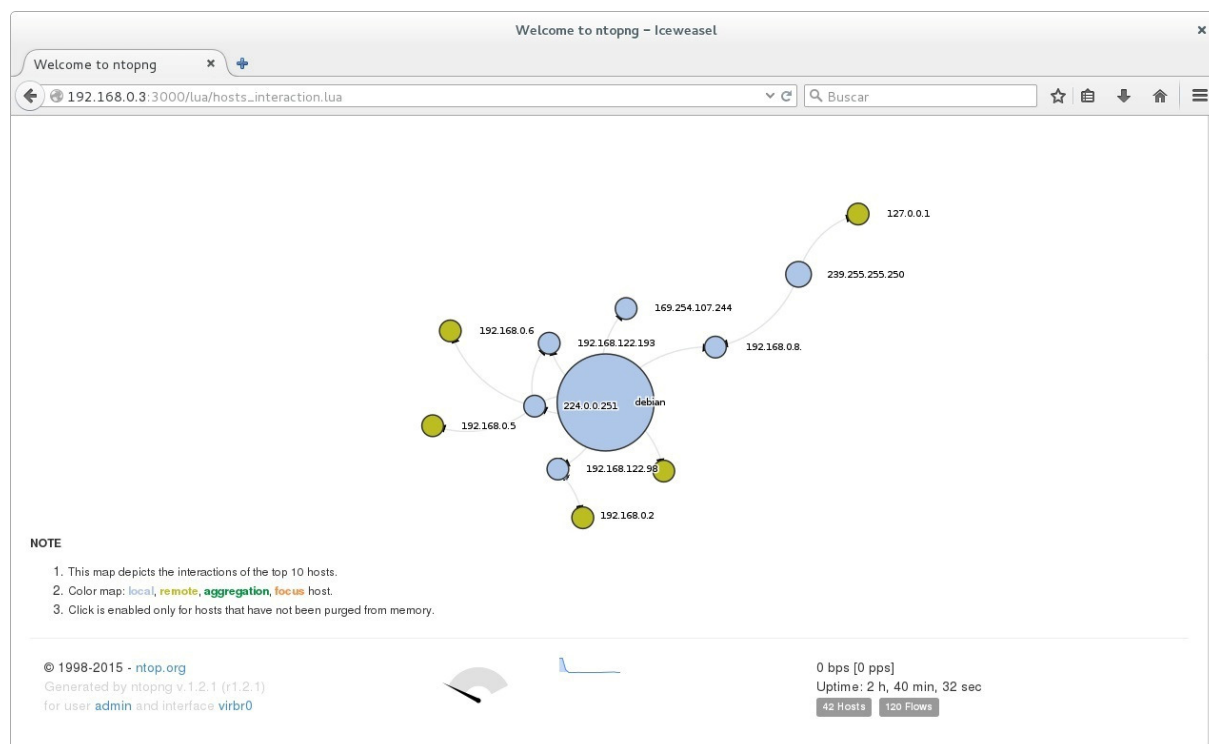 Welcome to ntopng – Iceweasel
Welcome to ntopng
192.168.0.3:3000/lua/hosts_interaction.lua
Buscar
127.0.0.1
239.255.255.250
169.254.107.244
192.168.0.6
192.168.122.193
192.168.0.8.
224.0.0.251
debian
192.168.0.5
192.168.122.98
192.168.0.2
NOTE
1. This map depicts the interactions of the top 10 hosts.
2. Color map: local, remote, aggregation, focus host.
3. Click is enabled only for hosts that have not been purged from memory.
© 1998-2015 - ntop.org
Generated by ntopng v.1.2.1 (r1.2.1)
for user admin and interface virbr0
0 bps [0 pps]
Uptime: 2 h, 40 min, 32 sec
42 Hosts
120 Flows